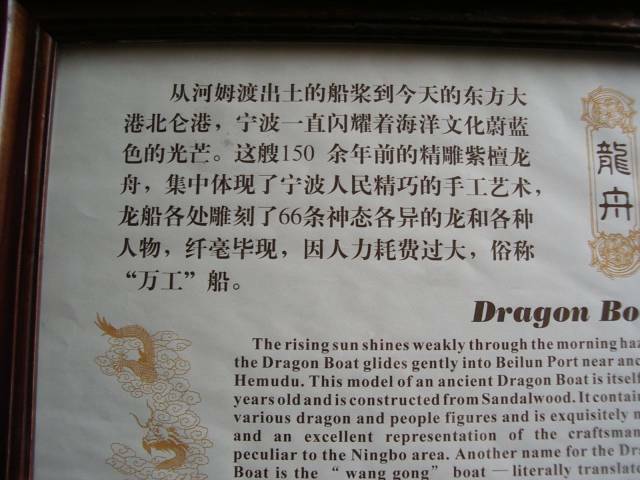 从河姆渡出土的船桨到今天的东方大
港北仑港，宁波一直闪耀着海洋文化蔚蓝
色的光芒。这艘150 余年前的精雕紫檀龙
舟，集中体现了宁波人民精巧的手工艺术，
龙船各处雕刻了66条神态各异的龙和各种
人物，纤毫毕现，因人力耗费过大，俗称
“万工”船。
龍舟
Dragon Bo
The rising sun shines weakly through the morning haz
the Dragon Boat glides gently into Beilun Port near anc
Hemudu. This model of an ancient Dragon Boat is itself
years old and is constructed from Sandalwood. It contain
various dragon and people figures and is exquisitely m
and an excellent representation of the craftsman
peculiar to the Ningbo area. Another name for the Dra
Boat is the “ wang gong” boat — literally translate